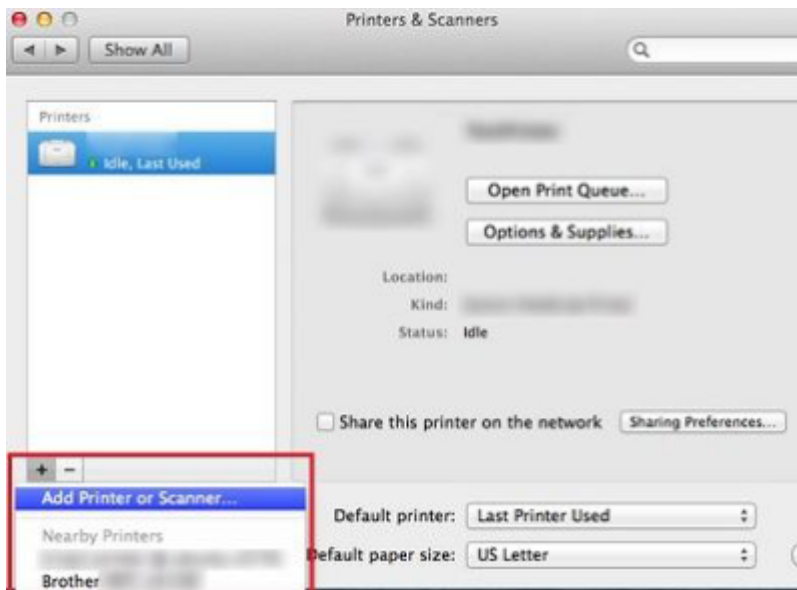 Printers & Scanners
Show All
Printers
Idle, Last Used
Open Print Queue...
Options & Supplies...
Location:
Kind:
Status: Idle
Share this printer on the network Sharing Preferences...
+ −
Add Printer or Scanner...
Nearby Printers
Brother
Default printer: Last Printer Used
Default paper size: US Letter